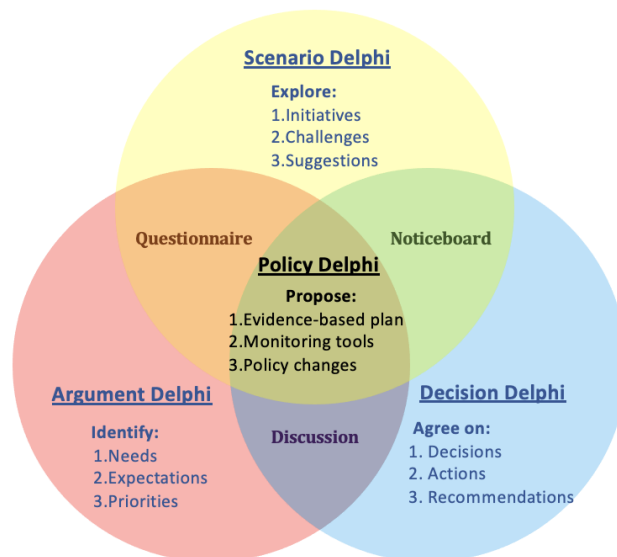 Scenario Delphi
Explore:
1.Initiatives
2.Challenges
3.Suggestions
Questionnaire
Noticeboard
Policy Delphi
Propose:
1.Evidence-based plan
2.Monitoring tools
3.Policy changes
Argument Delphi
Identify:
1.Needs
2.Expectations
3.Priorities
Discussion
Decision Delphi
Agree on:
1. Decisions
2. Actions
3. Recommendations